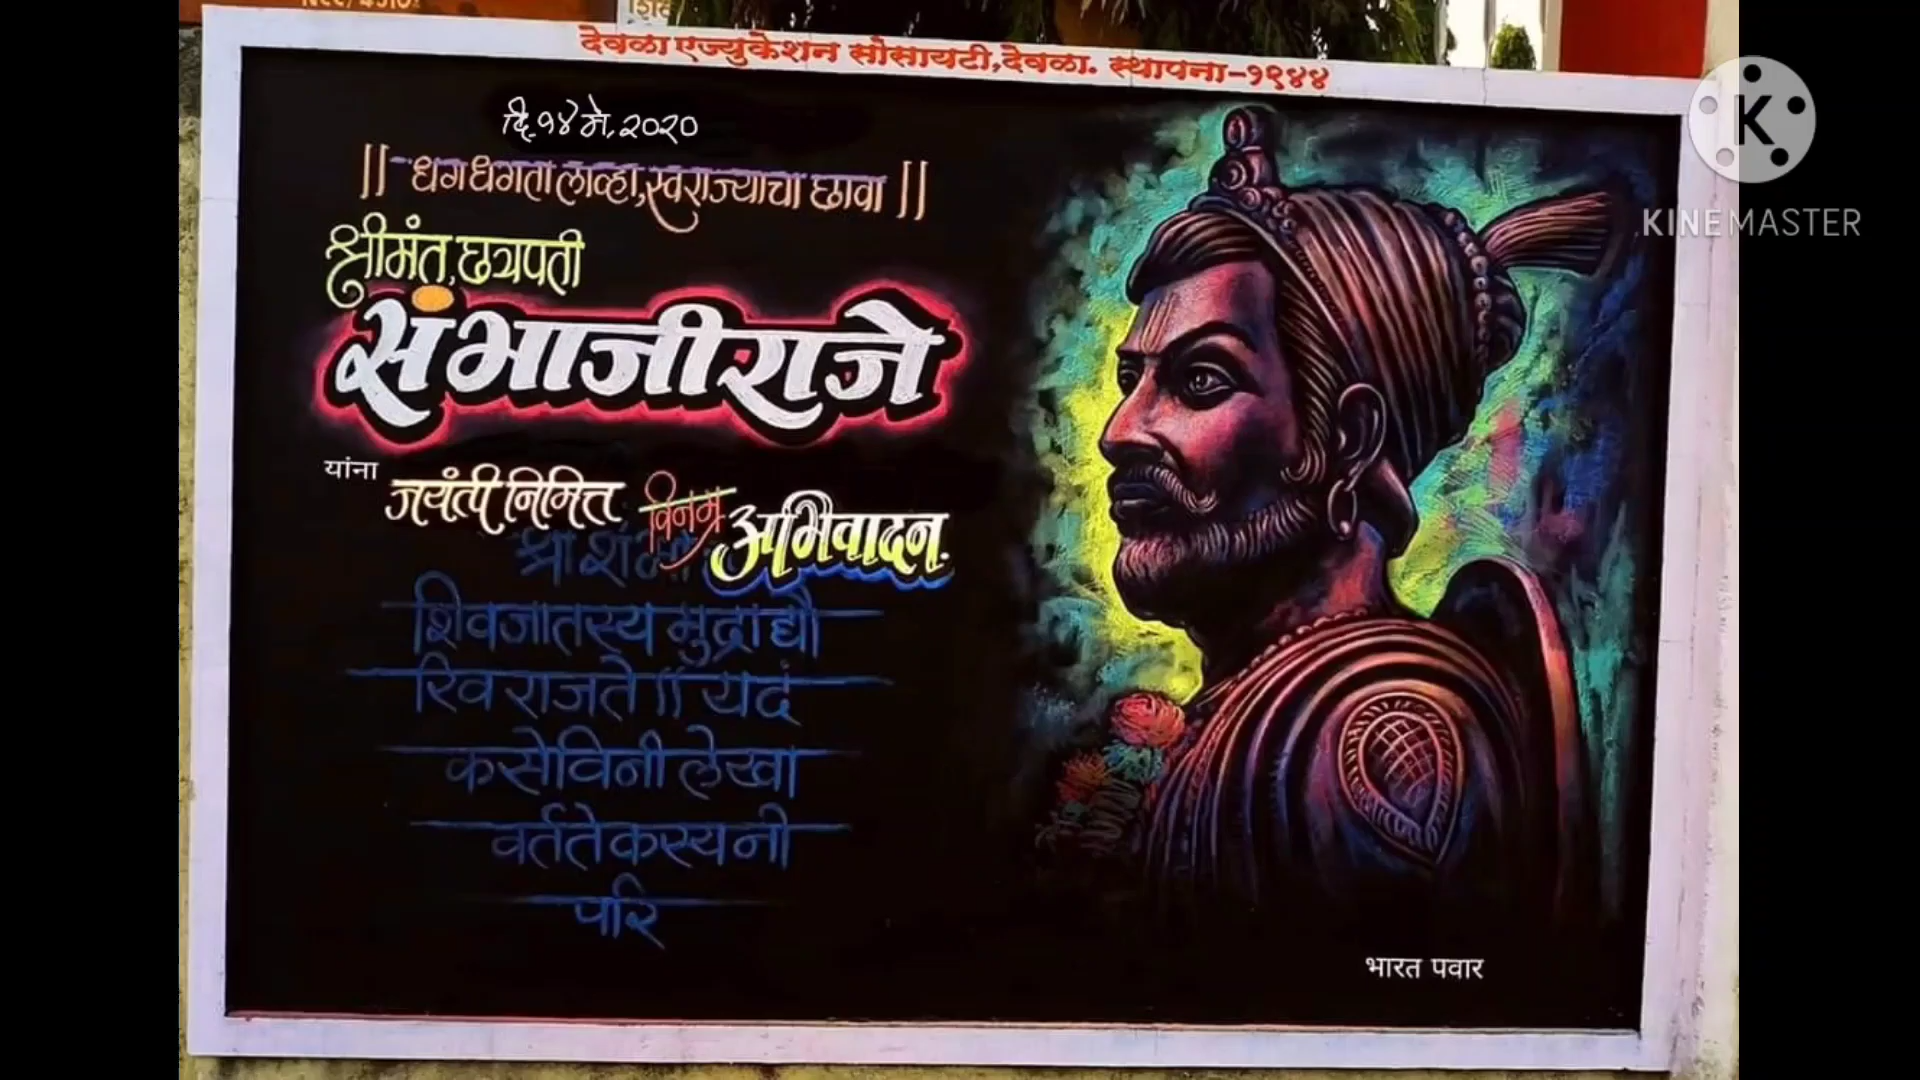 देवळा एज्युकेशन सोसायटी,देवळा. स्थापना-१९४४
दि.१४ मे.२०२०
|| धगधगता लाव्हा,स्वराज्याचा छावा ||
श्रीमंत,छत्रपती
संभाजीराजे
यांना जयंती निमित्त विनम्र अभिवादन.
श्री
शिवजातस्य मुद्रा द्यौ
रिव राजते॥ यदं
कसेविनी लेखा
वर्तते कस्य नो
परि
भारत पवार
KINEMASTER